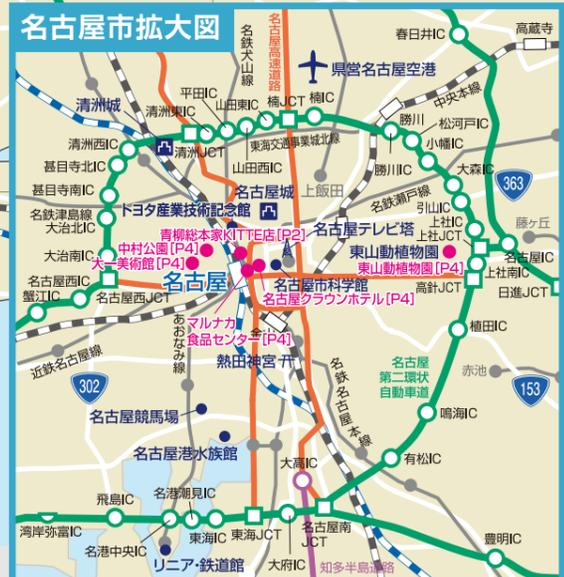 名古屋市拡大図
名鉄犬山線
名古屋高速道路
春日井IC
高蔵寺
県営名古屋空港
中央本線
清洲城
平田IC
清洲東IC
山田東IC
楠JCT
楠IC
勝川
松河戸IC
小幡IC
清洲西IC
清洲JCT
東海交通事業城北線
山田西IC
勝川IC
大森IC
甚目寺北IC
上飯田
363
甚目寺南IC
名古屋城
名鉄瀬戸線
引山IC
名鉄津島線
トヨタ産業技術記念館
大治北IC
名古屋テレビ塔
上社IC
上社JCT
藤ヶ丘
青柳総本家KITTE店[P2]
中村公園[P4]
東山動植物園
大治南IC
大一美術館[P4]
東山動植物園[P4]
名古屋IC
上社南IC
名古屋西IC
名古屋
名古屋市科学館
高針JCT
日進JCT
蟹江IC
名古屋西JCT
名古屋クラウンホテル[P4]
マルナカ
食品センター[P4]
植田IC
あおなみ線
金山
近鉄名古屋線
熱田神宮
名古屋
第二環状
自動車道
赤池
302
名鉄名古屋本線
153
名古屋競馬場
鳴海IC
名古屋港水族館
大高IC
有松IC
飛島IC
名港潮見IC
湾岸弥富IC
名港中央IC
東海IC
東海JCT
名古屋南
JCT
豊明IC
リニア・鉄道館
大府IC
知多半島道路